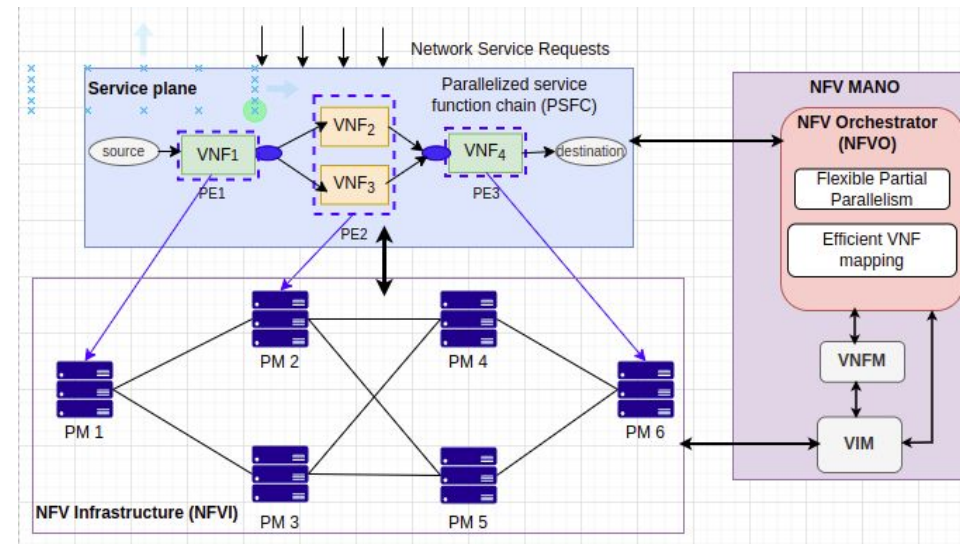 Network Service Requests
Service plane
Parallelized service
function chain (PSFC)
source
VNF1
VNF2
VNF3
VNF4
destination
PE1
PE2
PE3
NFV MANO
NFV Orchestrator
(NFVO)
Flexible Partial
Parallelism
Efficient VNF
mapping
VNFM
VIM
PM 1
PM 2
PM 3
PM 4
PM 5
PM 6
NFV Infrastructure (NFVI)